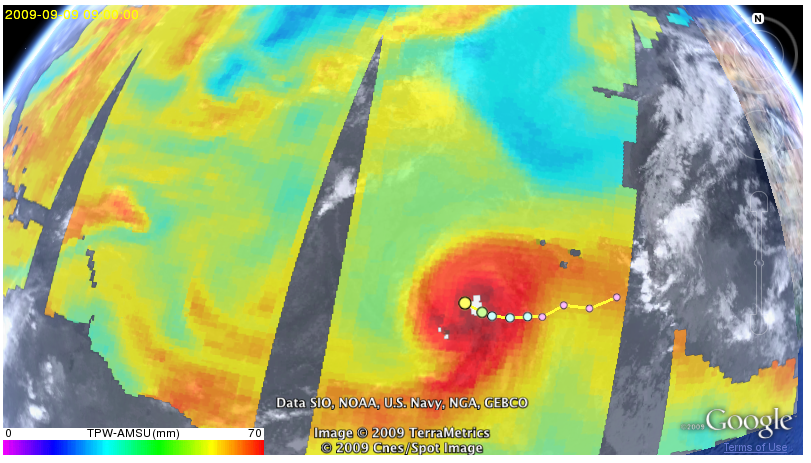 2009-09-09 09:00:00
N
Data SIO, NOAA, U.S. Navy, NGA, GEBCO
©2009 Google
0 TPW-AMSU(mm) 70
Image © 2009 TerraMetrics
© 2009 Cnes/Spot Image
Terms of Use